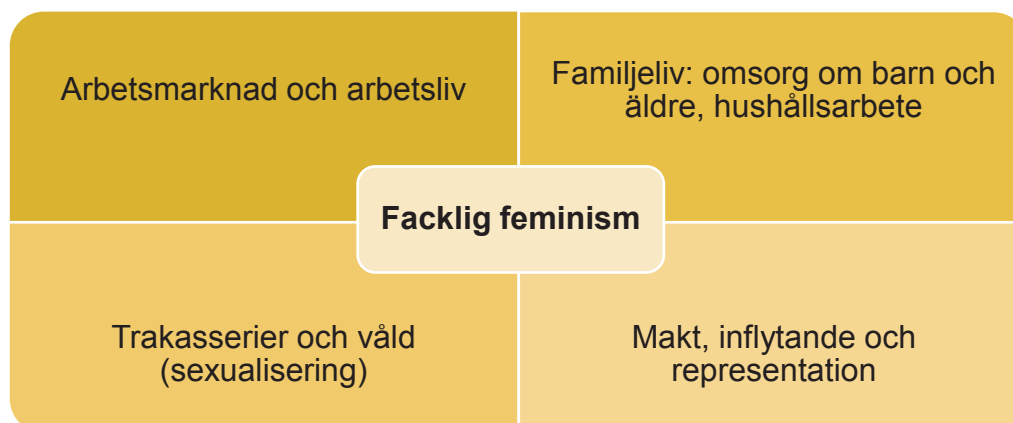 Arbetsmarknad och arbetsliv
Familjeliv: omsorg om barn och
äldre, hushållsarbete
Facklig feminism
Trakasserier och våld
(sexualisering)
Makt, inflytande och
representation